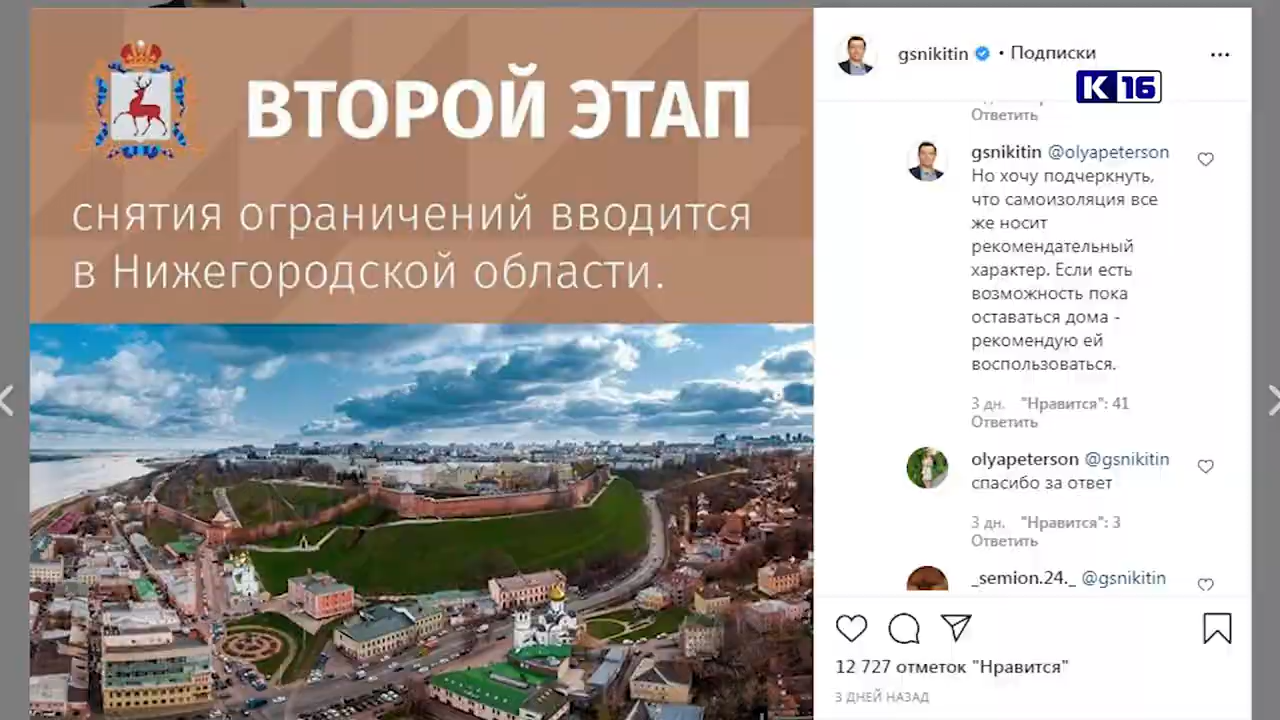 ВТОРОЙ ЭТАП
снятия ограничений вводится
в Нижегородской области.
gsnikitin • Подписки
K 16
Ответить
gsnikitin @olyapeterson
Но хочу подчеркнуть,
что самоизоляция все
же носит
рекомендательный
характер. Если есть
возможность пока
оставаться дома -
рекомендую ей
воспользоваться.
3 дн. "Нравится": 41
Ответить
olyapeterson @gsnikitin
спасибо за ответ
3 дн. "Нравится": 3
Ответить
_semion.24._ @gsnikitin
12 727 отметок "Нравится"
3 ДНЕЙ НАЗАД